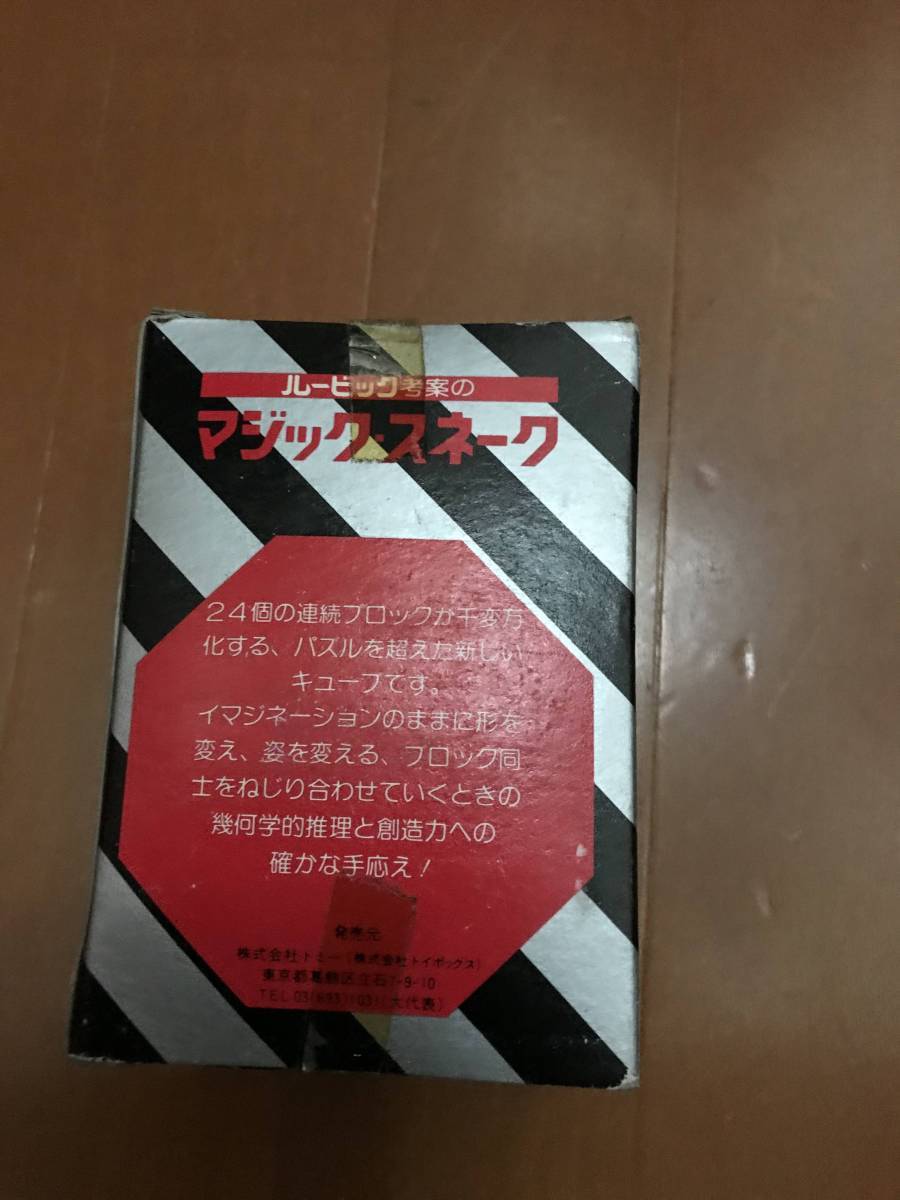 ルービック考案の
マジック・スネーク
24個の連続ブロックが千変万
化する、パズルを超えた新しい
キューブです。
イマジネーションのままに形を
変え、姿を変える、ブロック同
士をねじり合わせていくときの
幾何学的推理と創造力への
確かな手応え!
発売元
株式会社トミー(株式会社トイボックス)
東京都葛飾区立石7-9-10
TEL03(693)1031(大代表)